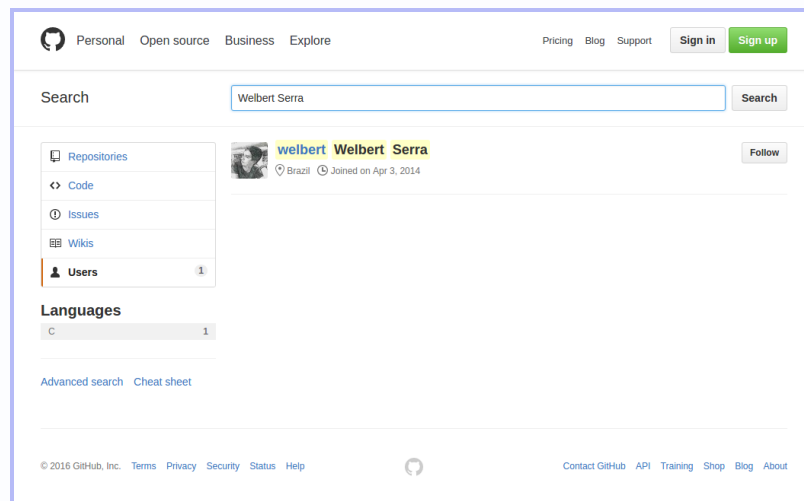 Personal Open source Business Explore Pricing Blog Support Sign in Sign up
Search Welbert Serra Search
Repositories
Code
Issues
Wikis
Users 1
Languages
C 1
Advanced search Cheat sheet
welbert Welbert Serra Follow
Brazil Joined on Apr 3, 2014
© 2016 GitHub, Inc. Terms Privacy Security Status Help Contact GitHub API Training Shop Blog About